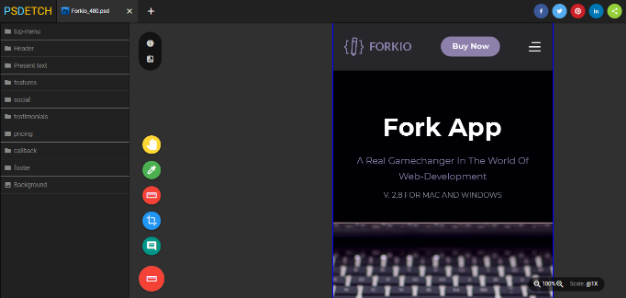 PSDETCH
Forkio_480.psd
top-menu
Header
Present text
features
social
testimonials
pricing
callback
footer
Background
FORKIO
Buy Now
Fork App
A Real Gamechanger In The World Of
Web-Development
V. 2.8 FOR MAC AND WINDOWS
100%
Scale: @1X